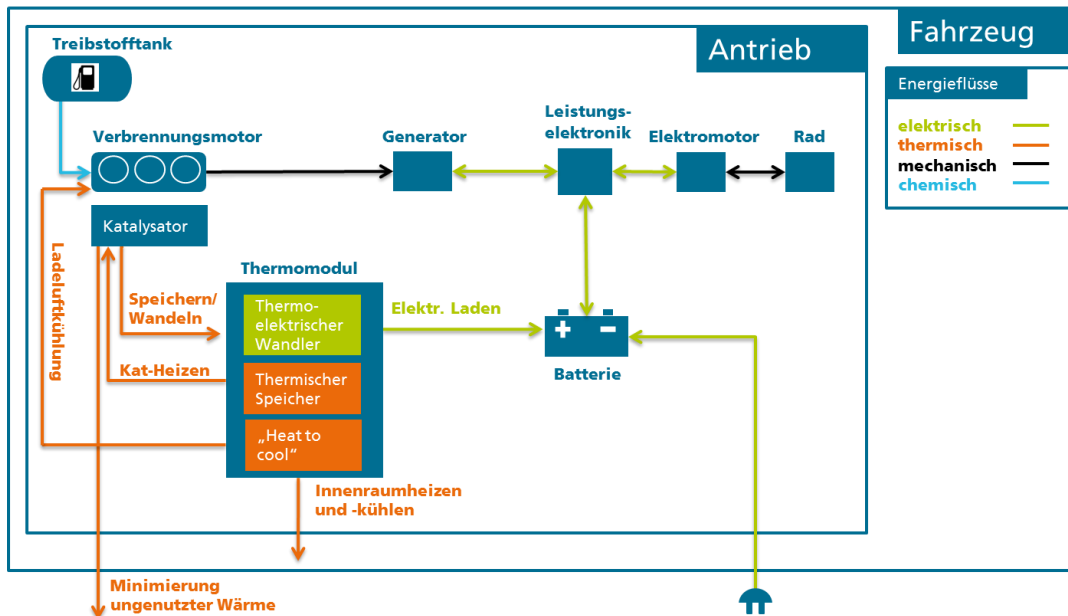 Fahrzeug
Antrieb
Treibstofftank
Energieflüsse
elektrisch
thermisch
mechanisch
chemisch
Verbrennungsmotor
Generator
Leistungs-
elektronik
Elektromotor
Rad
Katalysator
Ladeluftkühlung
Speichern/
Wandeln
Kat-Heizen
Thermomodul
Thermo-
elektrischer
Wandler
Thermischer
Speicher
„Heat to
cool“
Elektr. Laden
+ −
Batterie
Innenraumheizen
und -kühlen
Minimierung
ungenutzter Wärme